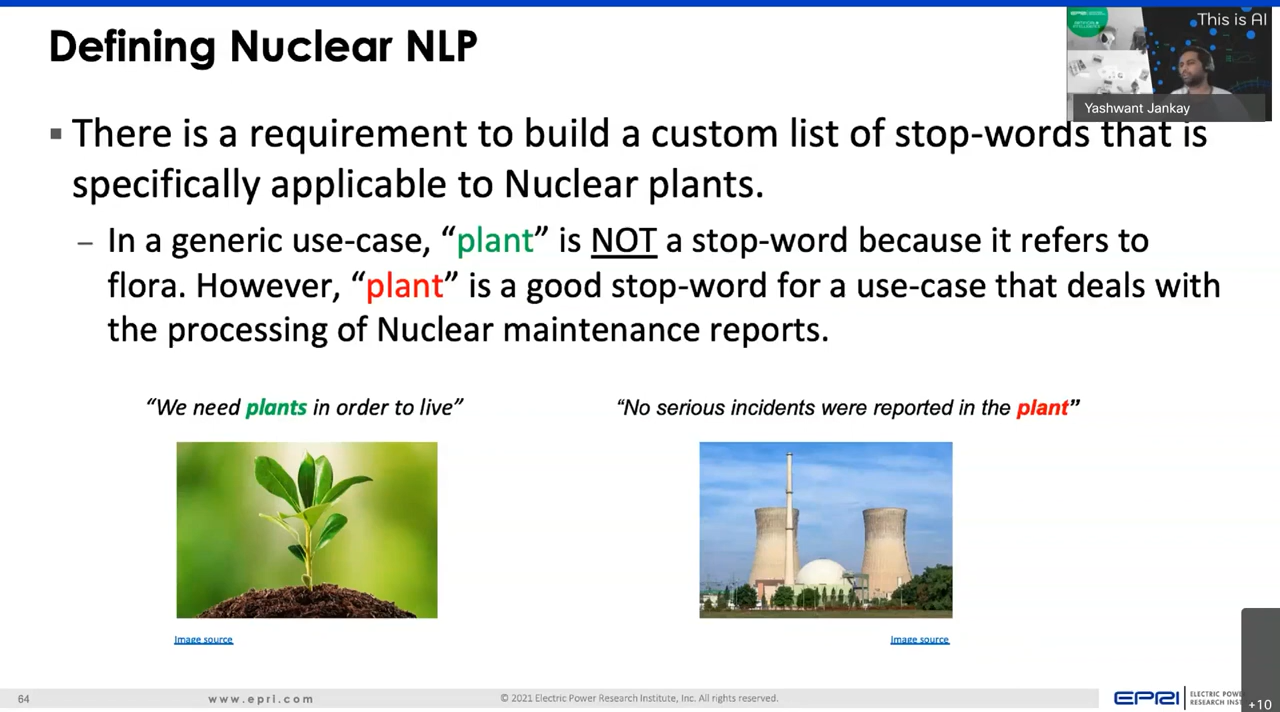 Defining Nuclear NLP
This is AI
Yashwant Jankay
▪ There is a requirement to build a custom list of stop-words that is
specifically applicable to Nuclear plants.
– In a generic use-case, “plant” is NOT a stop-word because it refers to
flora. However, “plant” is a good stop-word for a use-case that deals with
the processing of Nuclear maintenance reports.
“We need plants in order to live”
“No serious incidents were reported in the plant”
Image source
Image source
64
www.epri.com
© 2021 Electric Power Research Institute, Inc. All rights reserved.
EPRI
ELECTRIC POW
RESEARCH INST
+10